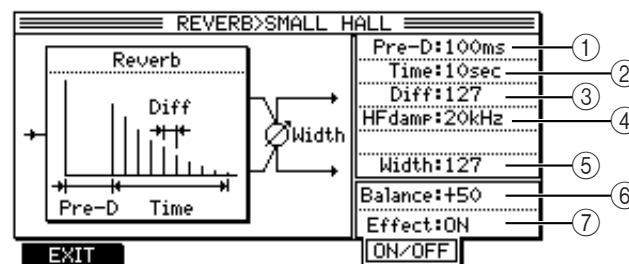 REVERB>SMALL HALL
Reverb
Diff
Pre-D Time
Width
Pre-D:100ms ①
Time:10sec ②
Diff:127 ③
HFdamp:20kHz ④
Width:127 ⑤
Balance:+50 ⑥
Effect:ON ⑦
EXIT
ON/OFF